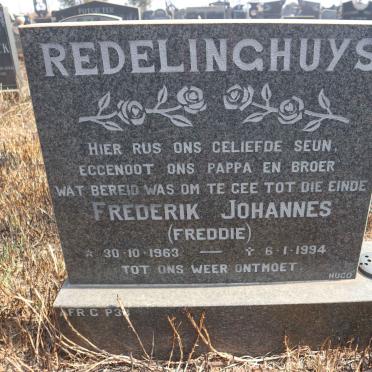 REDELINGHUYS
HIER RUS ONS GELIEFDE SEUN,
EGGENOOT ONS PAPPA EN BROER
WAT BEREID WAS OM TE GEE TOT DIE EINDE
FREDERIK JOHANNES
(FREDDIE)
* 30-10-1963 — ✝ 6-1-1994
TOT ONS WEER ONTMOET
HUGO